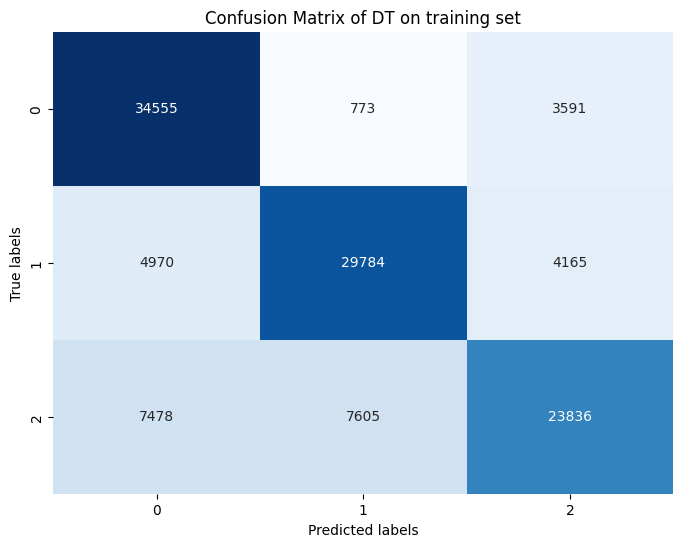 Confusion Matrix of DT on training set
0 34555 773 3591
1 4970 29784 4165
2 7478 7605 23836
0 1 2
True labels
Predicted labels